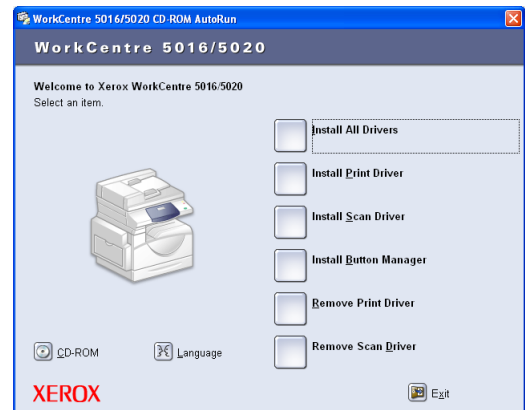 WorkCentre 5016/5020 CD-ROM AutoRun
WorkCentre 5016/5020
Welcome to Xerox WorkCentre 5016/5020
Select an item.
Install All Drivers
Install Print Driver
Install Scan Driver
Install Button Manager
Remove Print Driver
Remove Scan Driver
CD-ROM
Language
XEROX
Exit